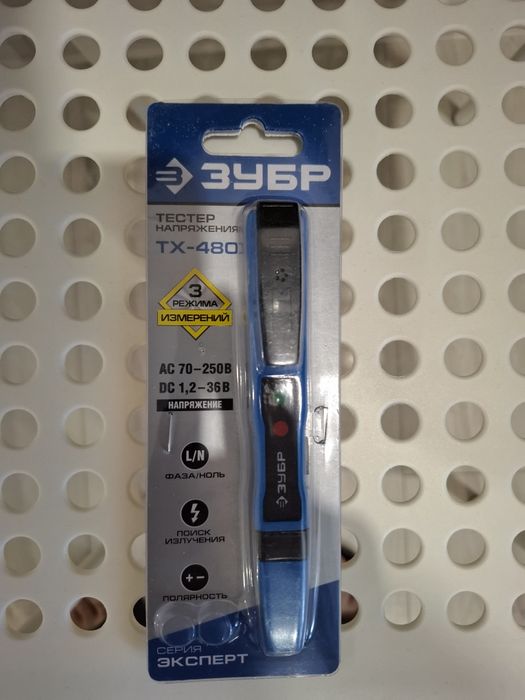 ЗУБР
ТЕСТЕР
НАПРЯЖЕНИЯ
3
РЕЖИМА
ИЗМЕРЕНИЙ
AC 70-250В
DC 1,2-36В
НАПРЯЖЕНИЕ
L/N
ФАЗА/НОЛЬ
ПОИСК
ИЗЛУЧЕНИЯ
+ -
ПОЛЯРНОСТЬ
СЕРИЯ
ЭКСПЕРТ
ЗУБР